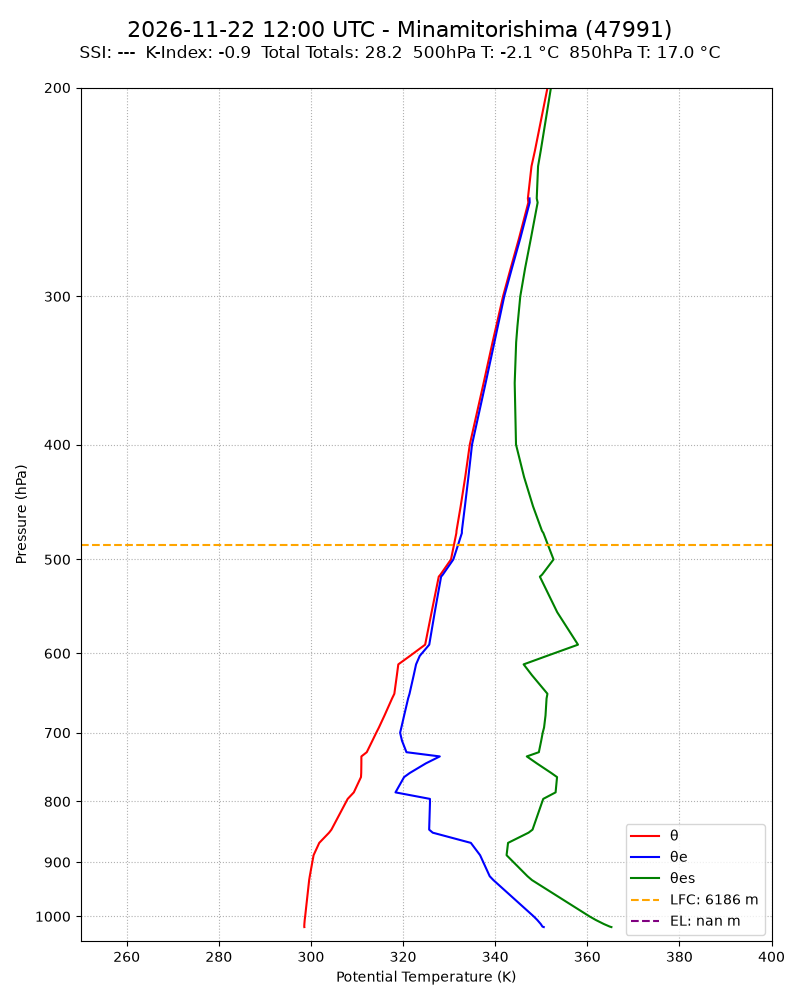 2026-11-22 12:00 UTC - Minamitorishima (47991)
SSI: ---  K-Index: -0.9  Total Totals: 28.2  500hPa T: -2.1 °C  850hPa T: 17.0 °C
Pressure (hPa)
200
300
400
500
600
700
800
900
1000
θ
θe
θes
LFC: 6186 m
EL: nan m
260 280 300 320 340 360 380 400
Potential Temperature (K)